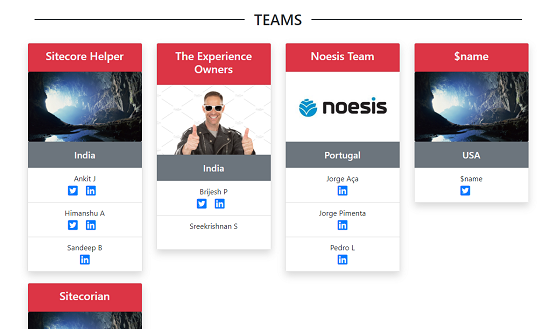 TEAMS
Sitecore Helper
India
Ankit J
Himanshu A
Sandeep B
The Experience
Owners
India
Brijesh P
Sreekrishnan S
Noesis Team
noesis
Portugal
Jorge Aça
Jorge Pimenta
Pedro L
$name
USA
$name
Sitecorian